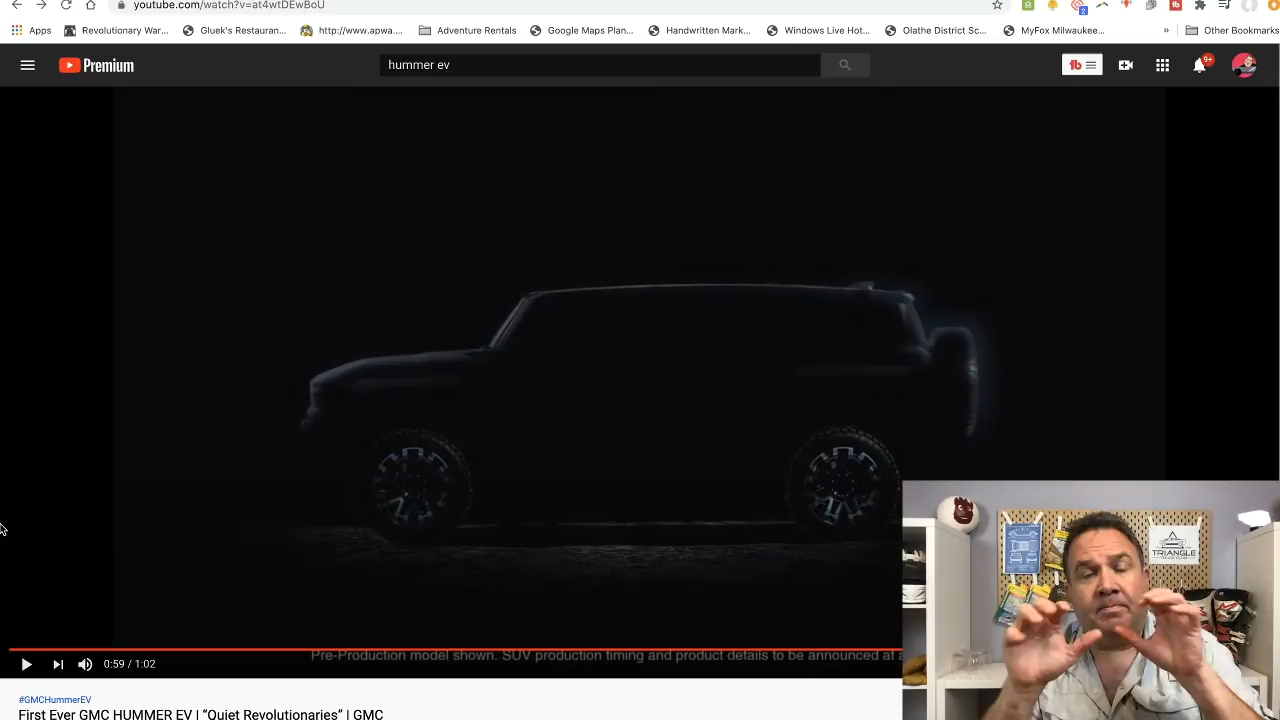 youtube.com/watch?v=at4wtDEwBoU
2
Apps
Revolutionary War...
Gluek's Restauran...
http://www.apwa....
Adventure Rentals
Google Maps Plan...
Handwritten Mark...
Windows Live Hot...
Olathe District Sc...
MyFox Milwaukee...
»
Other Bookmarks
Premium
hummer ev
9+
TRIANGLE
Pre-Production model shown. SUV production timing and product details to be announced at a
0:59 / 1:02
#GMCHummerEV
First Ever GMC HUMMER EV | “Quiet Revolutionaries” | GMC